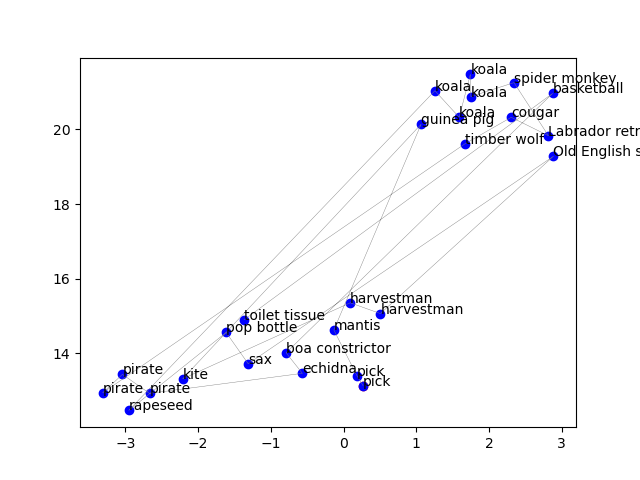 koala
spider monkey
koala
koala
basketball
koala
cougar
guinea pig
Labrador retr
timber wolf
Old English s
harvestman
harvestman
toilet tissue
mantis
pop bottle
boa constrictor
sax
echidna
pick
pirate
kite
pick
pirate
pirate
rapeseed
20
18
16
14
−3
−2
−1
0
1
2
3